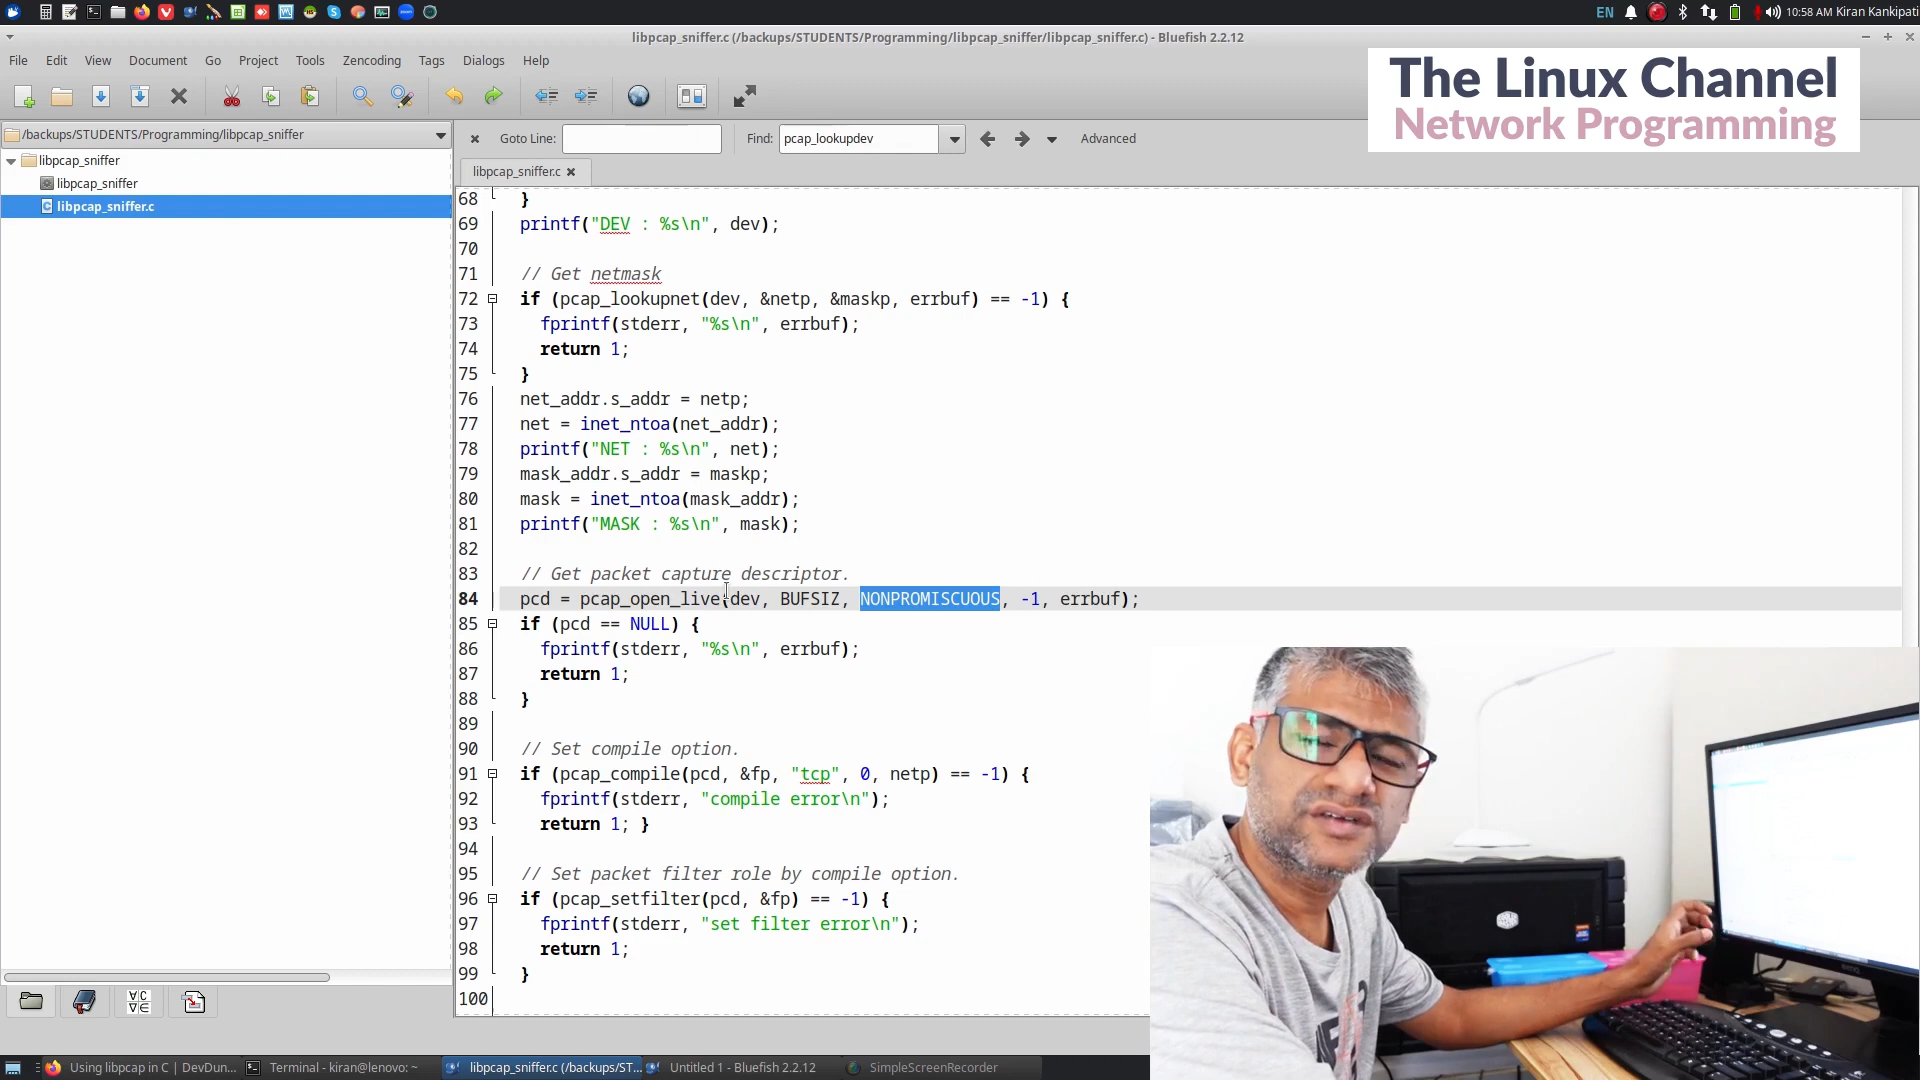 EN
10:58 AM Kiran Kankipati
libpcap_sniffer.c (/backups/STUDENTS/Programming/libpcap_sniffer/libpcap_sniffer.c) - Bluefish 2.2.12
File Edit View Document Go Project Tools Encoding Tags Dialogs Help
The Linux Channel
Network Programming
/backups/STUDENTS/Programming/libpcap_sniffer
Goto Line: Find: pcap_lookupdev Advanced
libpcap_sniffer
libpcap_sniffer
libpcap_sniffer.c
libpcap_sniffer.c
68 }
69 printf("DEV : %s\n", dev);
70
71 // Get netmask
72 if (pcap_lookupnet(dev, &netp, &maskp, errbuf) == -1) {
73 fprintf(stderr, "%s\n", errbuf);
74 return 1;
75 }
76 net_addr.s_addr = netp;
77 net = inet_ntoa(net_addr);
78 printf("NET : %s\n", net);
79 mask_addr.s_addr = maskp;
80 mask = inet_ntoa(mask_addr);
81 printf("MASK : %s\n", mask);
82
83 // Get packet capture descriptor.
84 pcd = pcap_open_live(dev, BUFSIZ, NONPROMISCUOUS, -1, errbuf);
85 if (pcd == NULL) {
86 fprintf(stderr, "%s\n", errbuf);
87 return 1;
88 }
89
90 // Set compile option.
91 if (pcap_compile(pcd, &fp, "tcp", 0, netp) == -1) {
92 fprintf(stderr, "compile error\n");
93 return 1; }
94
95 // Set packet filter role by compile option.
96 if (pcap_setfilter(pcd, &fp) == -1) {
97 fprintf(stderr, "set filter error\n");
98 return 1;
99 }
100
Using libpcap in C | DevDun...
Terminal - kiran@lenovo: ~
libpcap_sniffer.c (/backups/ST...
Untitled 1 - Bluefish 2.2.12
SimpleScreenRecorder